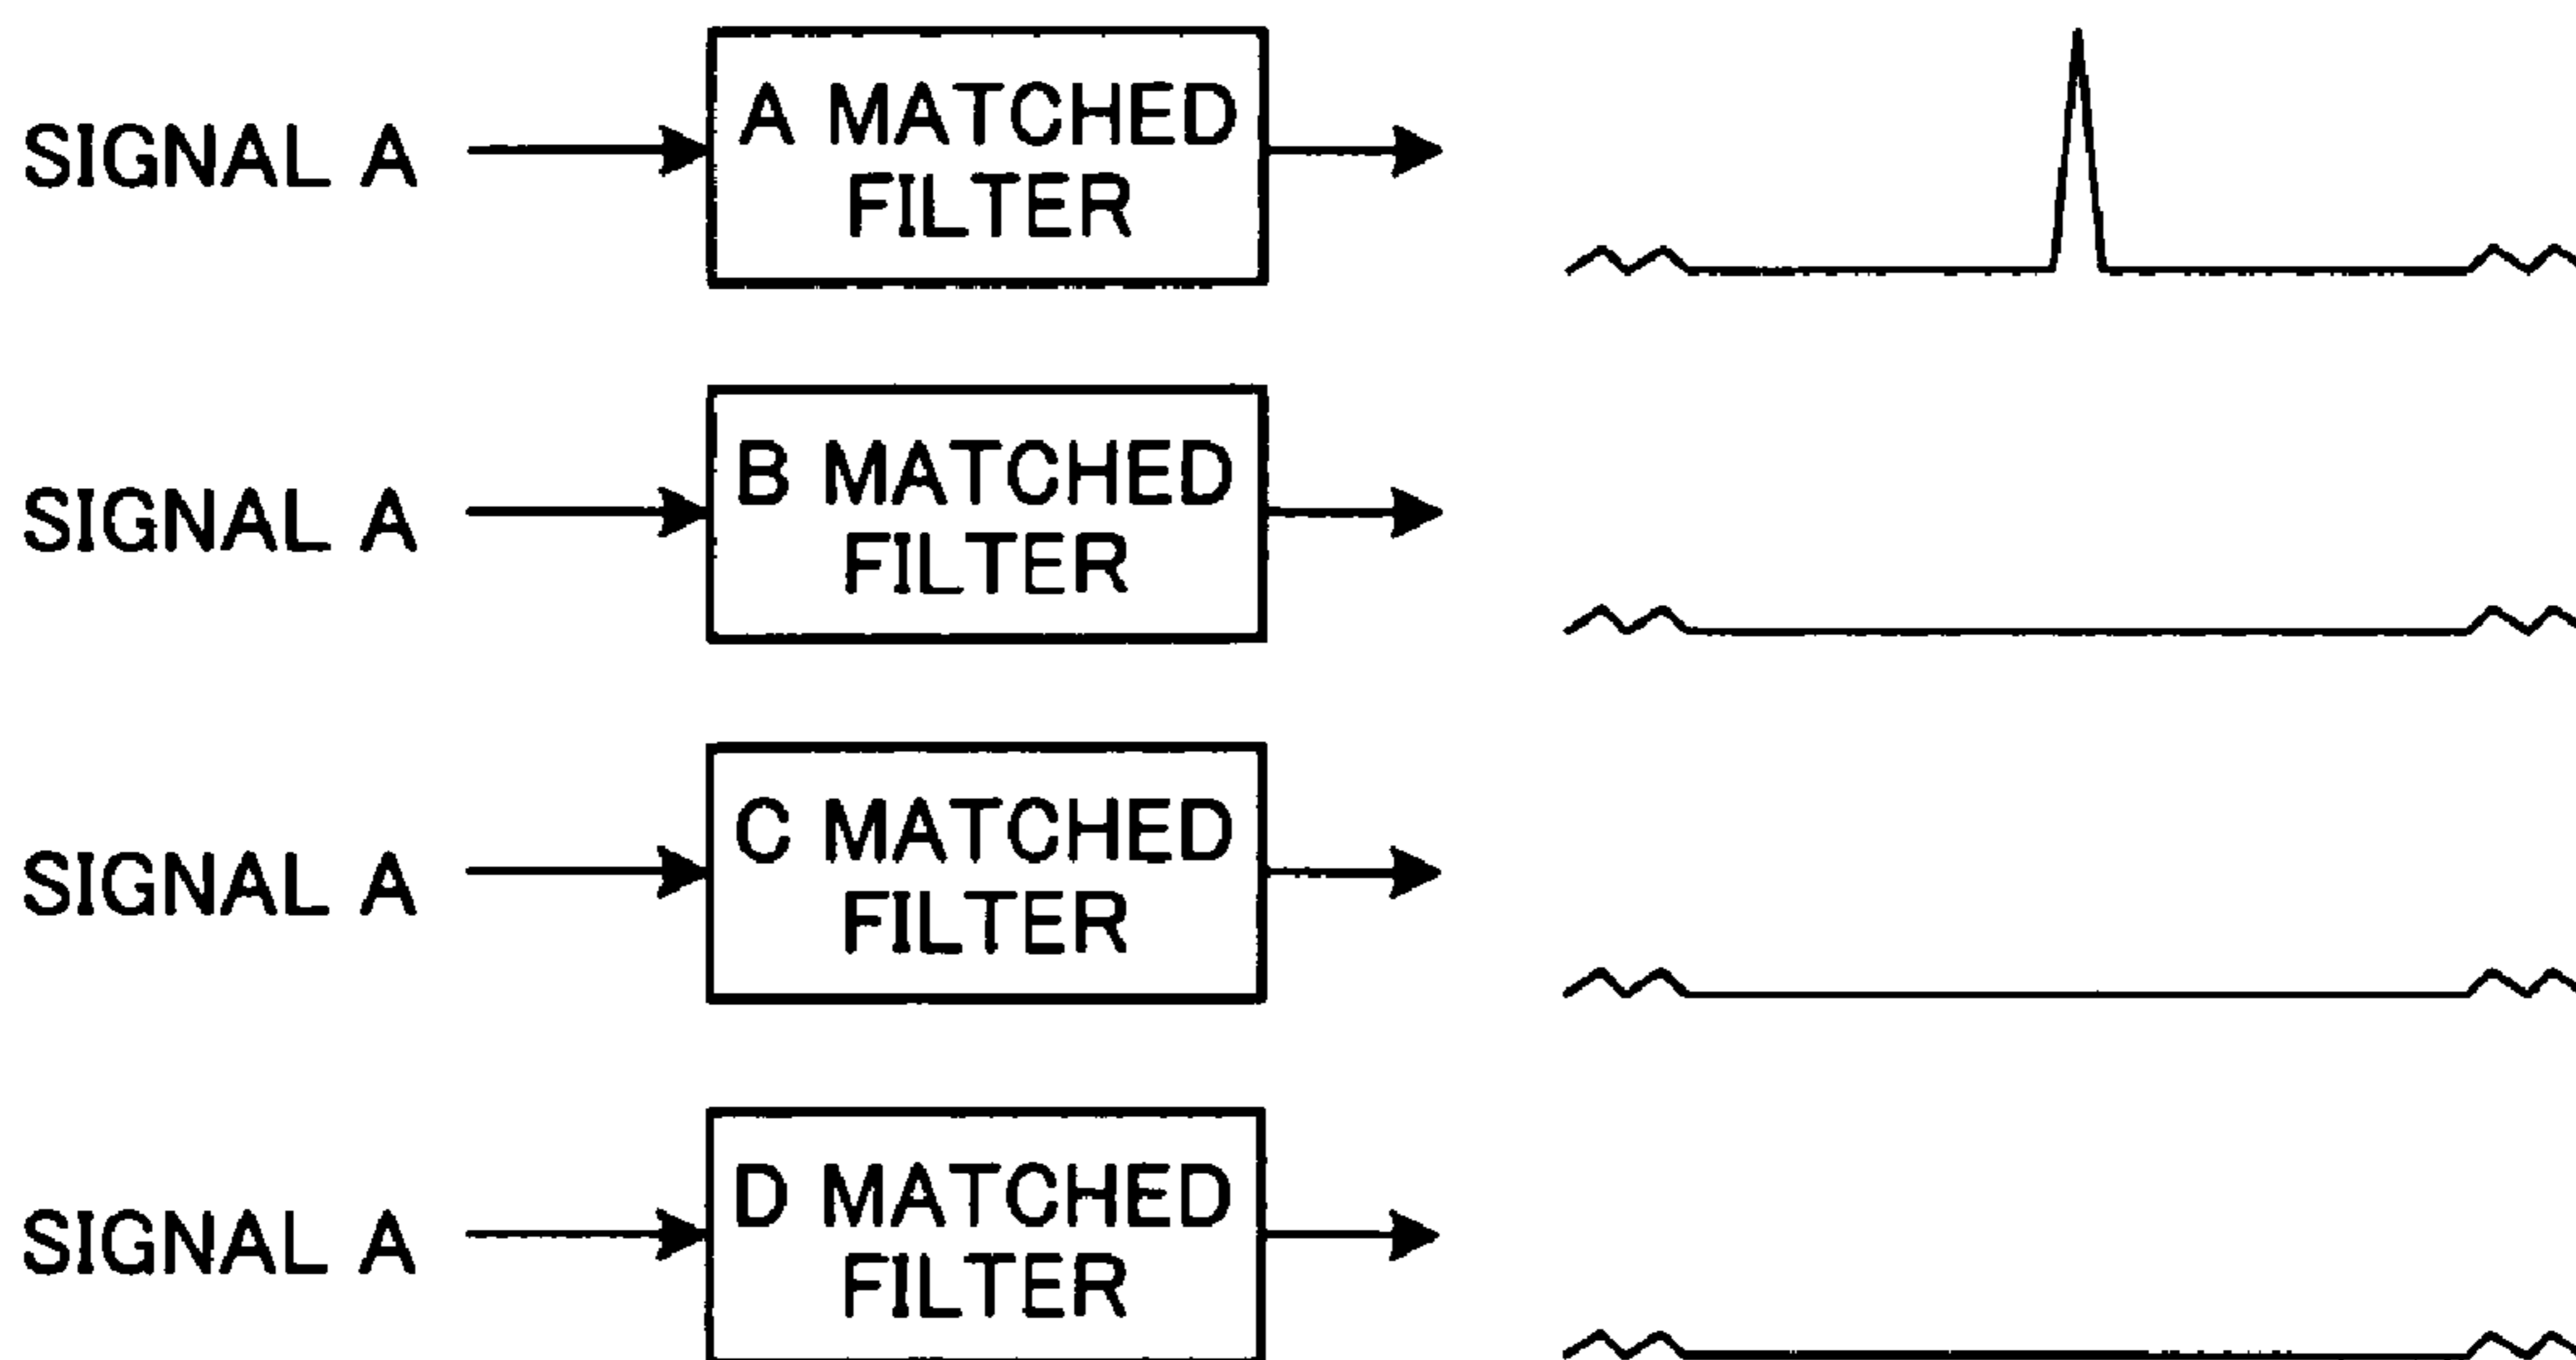 SIGNAL A
A MATCHED
FILTER
SIGNAL A
B MATCHED
FILTER
SIGNAL A
C MATCHED
FILTER
SIGNAL A
D MATCHED
FILTER